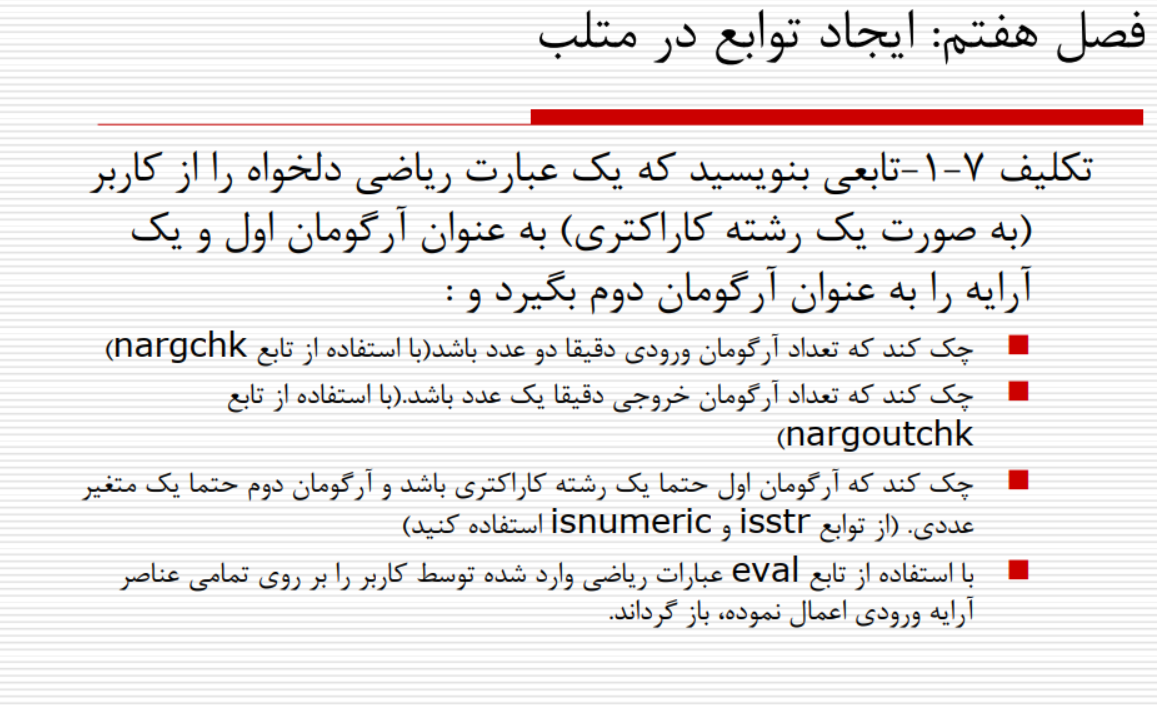 فصل هفتم: ایجاد توابع در متلب
تکلیف ۷-۱-تابعی بنویسید که یک عبارت ریاضی دلخواه را از کاربر
(به صورت یک رشته کاراکتری) به عنوان آرگومان اول و یک
آرایه را به عنوان آرگومان دوم بگیرد و :
چک کند که تعداد آرگومان ورودی دقیقا دو عدد باشد(با استفاده از تابع nargchk)
چک کند که تعداد آرگومان خروجی دقیقا یک عدد باشد.(با استفاده از تابع
nargoutchk)
چک کند که آرگومان اول حتما یک رشته کاراکتری باشد و آرگومان دوم حتما یک متغیر
عددی. (از توابع isstr و isnumeric استفاده کنید)
با استفاده از تابع eval عبارات ریاضی وارد شده توسط کاربر را بر روی تمامی عناصر
آرایه ورودی اعمال نموده، باز گرداند.